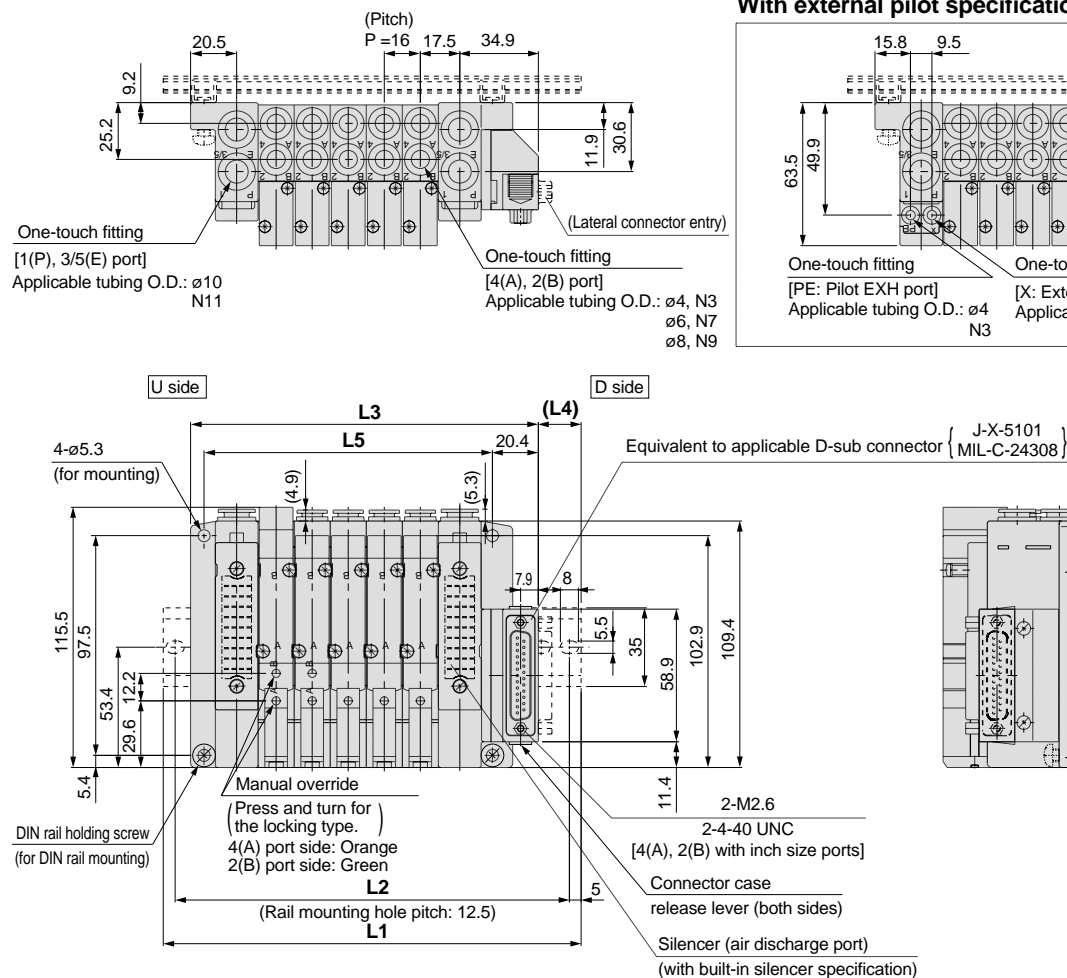 With external pilot specificatio
(Pitch)
P =16
17.5
34.9
20.5
9.2
25.2
11.9
30.6
(Lateral connector entry)
One-touch fitting
[1(P), 3/5(E) port]
Applicable tubing O.D.: ø10
N11
One-touch fitting
[4(A), 2(B) port]
Applicable tubing O.D.: ø4, N3
ø6, N7
ø8, N9
15.8
9.5
63.5
49.9
One-touch fitting
[PE: Pilot EXH port]
Applicable tubing O.D.: ø4
N3
One-to
[X: Exte
Applica
U side
D side
L3
(L4)
L5
20.4
4-ø5.3
(for mounting)
(4.9)
(5.3)
Equivalent to applicable D-sub connector { J-X-5101
MIL-C-24308 }
7.9
8
5.5
35
58.9
102.9
109.4
11.4
115.5
97.5
53.4
12.2
29.6
5.4
Manual override
(Press and turn for
the locking type.)
4(A) port side: Orange
2(B) port side: Green
DIN rail holding screw
(for DIN rail mounting)
2-M2.6
2-4-40 UNC
[4(A), 2(B) with inch size ports]
Connector case
release lever (both sides)
L2
5
(Rail mounting hole pitch: 12.5)
L1
Silencer (air discharge port)
(with built-in silencer specification)